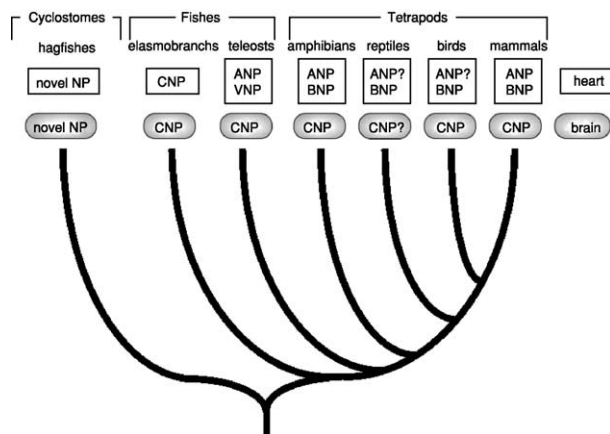 Cyclostomes Fishes Tetrapods
hagfishes elasmobranchs teleosts amphibians reptiles birds mammals
novel NP CNP ANP ANP ANP? ANP? ANP heart
VNP BNP BNP BNP BNP
novel NP CNP CNP CNP CNP? CNP CNP brain